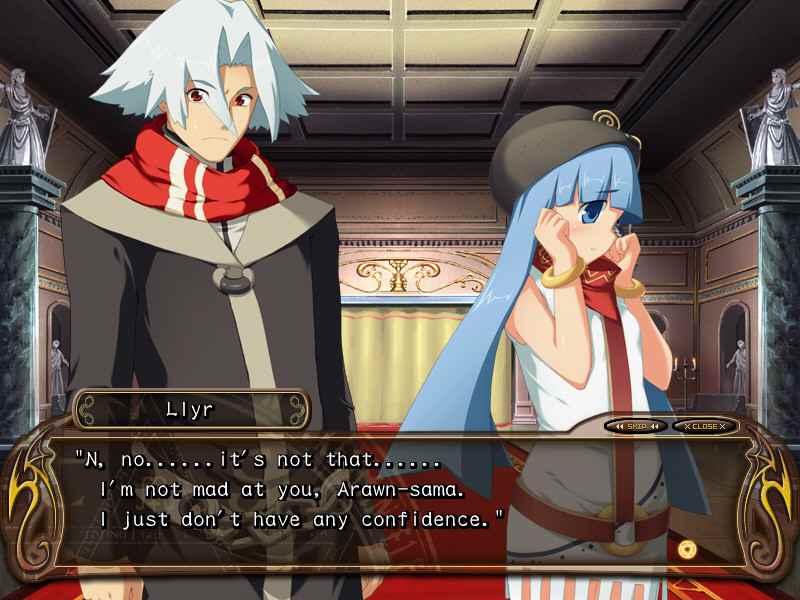 Llyr
SKIP
CLOSE
"N, no......it's not that......
I'm not mad at you, Arawn-sama.
I just don't have any confidence."